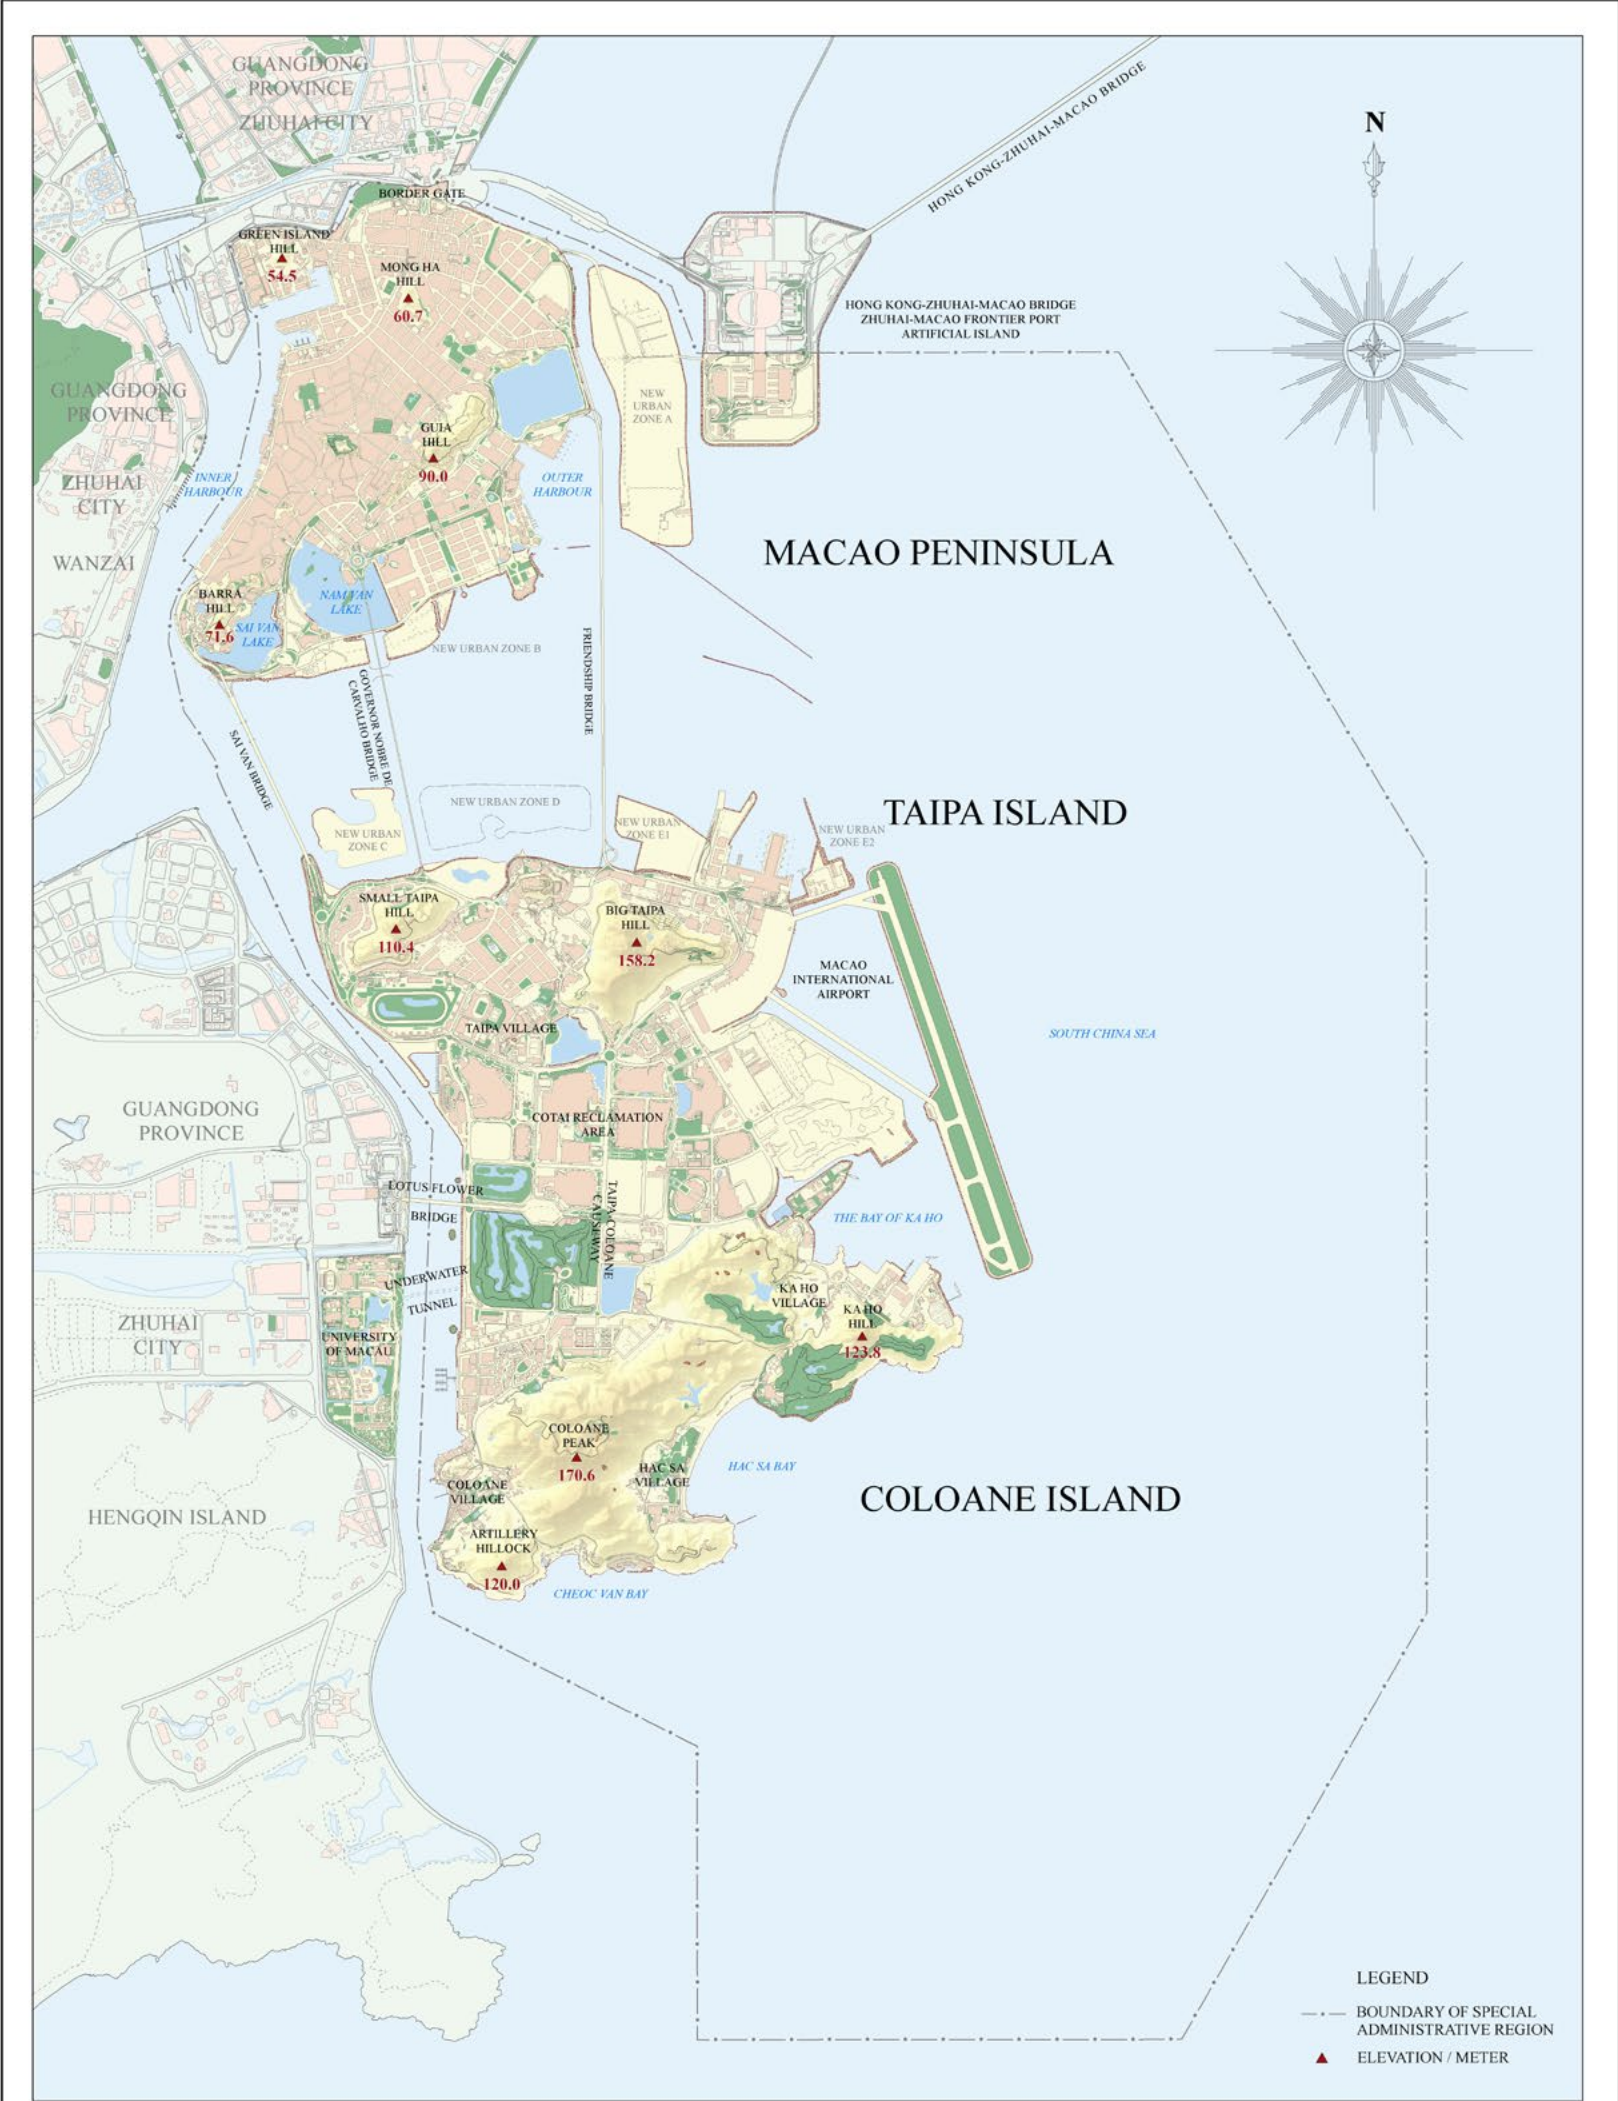 GUANGDONG
PROVINCE
ZHUHAI CITY
HONG KONG-ZHUHAI-MACAO BRIDGE
N
BORDER GATE
GREEN ISLAND
HILL
54.5
MONG HA
HILL
60.7
HONG KONG-ZHUHAI-MACAO BRIDGE
ZHUHAI-MACAO FRONTIER PORT
ARTIFICIAL ISLAND
GUANGDONG
PROVINCE
NEW
URBAN
ZONE A
GUIA
HILL
90.0
ZHUHAI
CITY
INNER
HARBOUR
OUTER
HARBOUR
WANZAI
MACAO PENINSULA
BARRA
HILL
71.6
SAI VAN
LAKE
NAM VAN
LAKE
NEW URBAN ZONE B
GOVERNOR NOBRE DE
CARVALHO BRIDGE
FRIENDSHIP BRIDGE
SAI VAN BRIDGE
NEW URBAN ZONE D
NEW URBAN
ZONE C
NEW URBAN
ZONE E1
NEW URBAN
ZONE E2
TAIPA ISLAND
SMALL TAIPA
HILL
110.4
BIG TAIPA
HILL
158.2
MACAO
INTERNATIONAL
AIRPORT
TAIPA VILLAGE
SOUTH CHINA SEA
GUANGDONG
PROVINCE
COTAI RECLAMATION
AREA
LOTUS FLOWER
BRIDGE
TAIPA-COLOANE
CAUSEWAY
THE BAY OF KA HO
UNDERWATER
TUNNEL
KA HO
VILLAGE
KA HO
HILL
123.8
ZHUHAI
CITY
UNIVERSITY
OF MACAU
COLOANE
PEAK
170.6
HAC SA
VILLAGE
HAC SA BAY
COLOANE
VILLAGE
COLOANE ISLAND
HENGQIN ISLAND
ARTILLERY
HILLOCK
120.0
CHEOC VAN BAY
LEGEND
BOUNDARY OF SPECIAL
ADMINISTRATIVE REGION
ELEVATION / METER